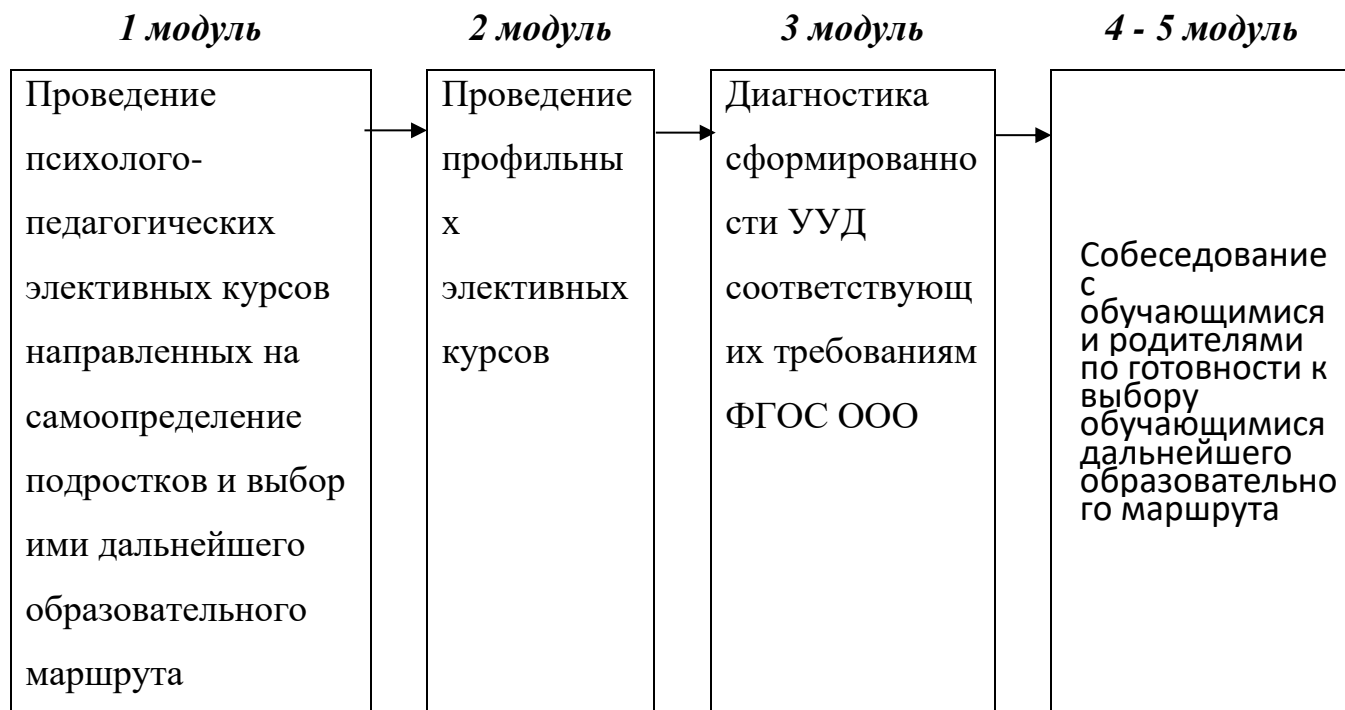 1 модуль
2 модуль
3 модуль
4 - 5 модуль
Проведение
психолого-
педагогических
элективных курсов
направленных на
самоопределение
подростков и выбор
ими дальнейшего
образовательного
маршрута
Проведение
профильны
х
элективных
курсов
Диагностика
сформированно
сти УУД
соответствующ
их требованиям
ФГОС ООО
Собеседование
с
обучающимися
и родителями
по готовности к
выбору
обучающимися
дальнейшего
образовательно
го маршрута